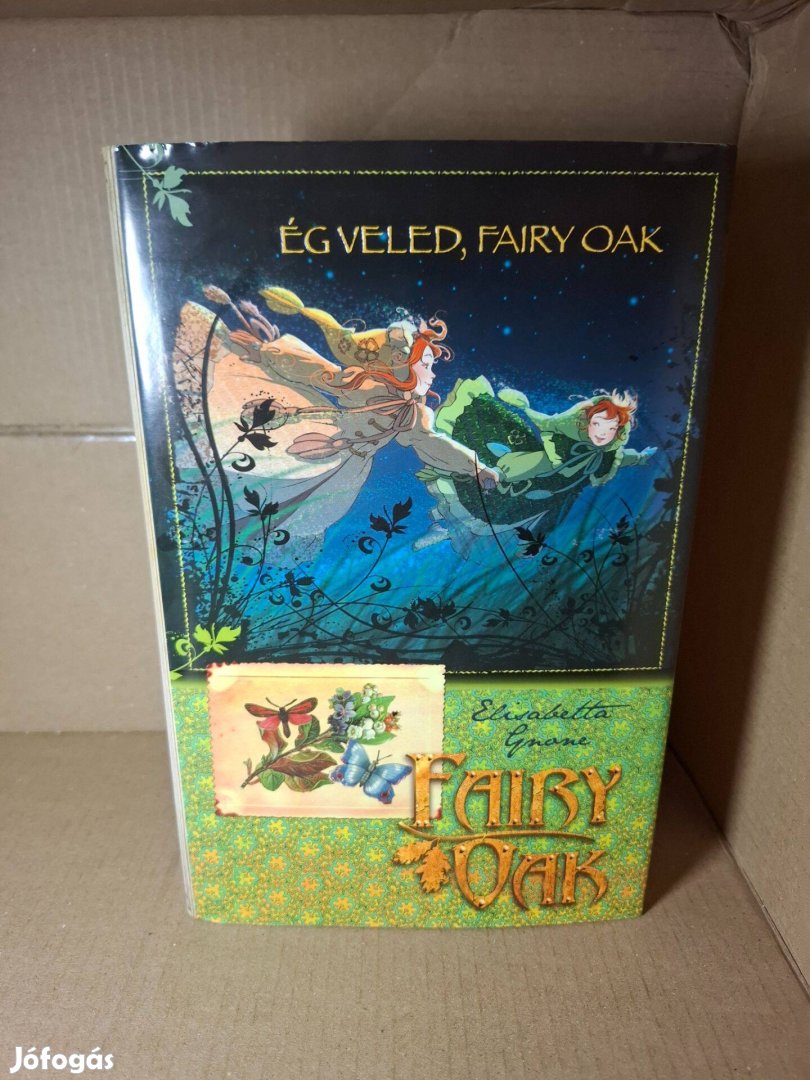 ÉG VELED, FAIRY OAK
Elisabetta
Gnone
FAIRY
OAK
Jófogás